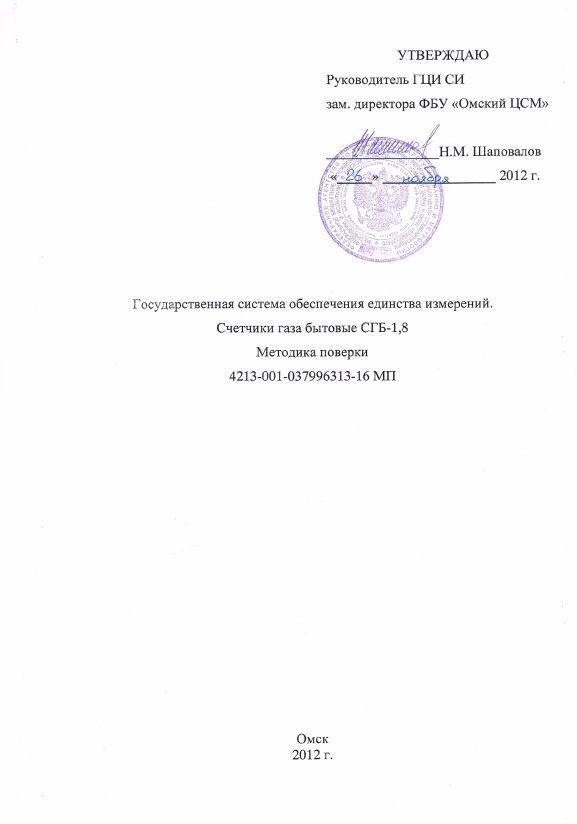 УТВЕРЖДАЮ
Руководитель ГЦИ СИ
зам. директора ФБУ «Омский ЦСМ»
Н.М. Шаповалов
« 26 » ноября 2012 г.
Государственная система обеспечения единства измерений.
Счетчики газа бытовые СГБ-1,8
Методика поверки
4213-001-037996313-16 МП
Омск
2012 г.